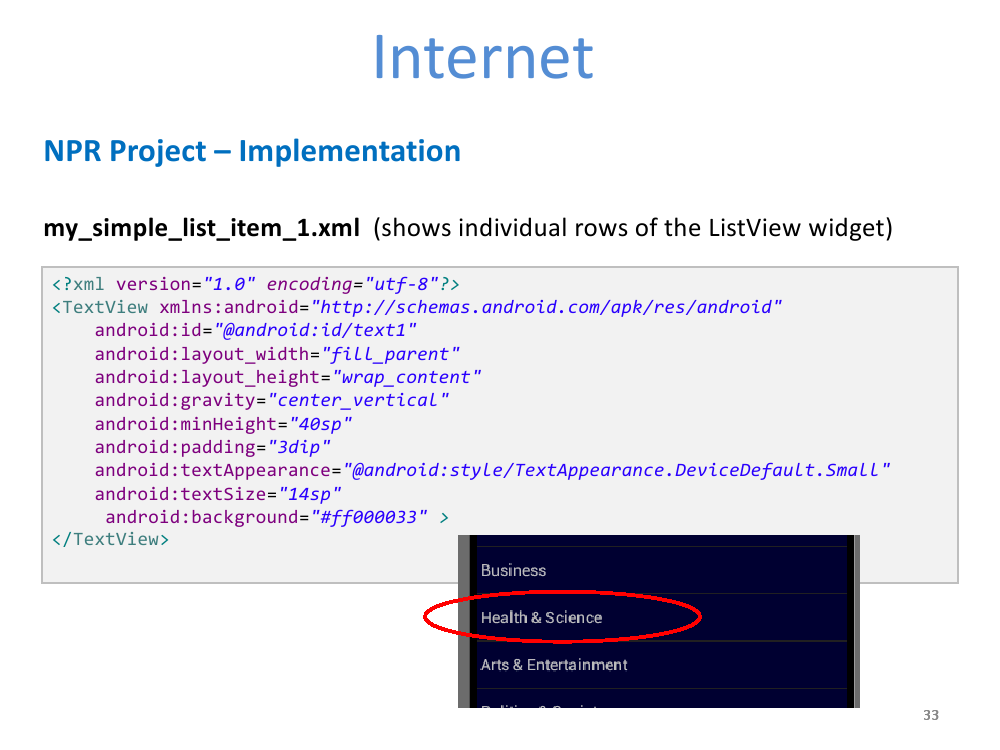 Internet
NPR Project – Implementation
my_simple_list_item_1.xml (shows individual rows of the ListView widget)
<?xml version="1.0" encoding="utf-8"?>
<TextView xmlns:android="http://schemas.android.com/apk/res/android"
    android:id="@android:id/text1"
    android:layout_width="fill_parent"
    android:layout_height="wrap_content"
    android:gravity="center_vertical"
    android:minHeight="40sp"
    android:padding="3dip"
    android:textAppearance="@android:style/TextAppearance.DeviceDefault.Small"
    android:textSize="14sp"
     android:background="#ff000033" >
</TextView>
Business
Health & Science
Arts & Entertainment
33